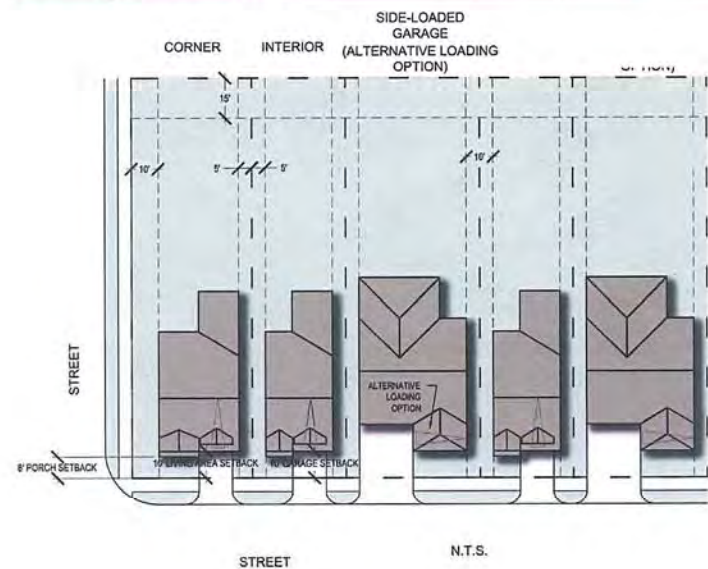 SIDE-LOADED
GARAGE
(ALTERNATIVE LOADING
OPTION)
CORNER
INTERIOR
OPTION)
15'
10'
5'
5'
10'
ALTERNATIVE
LOADING
OPTION
STREET
8' PORCH SETBACK
10' LIVING AREA SETBACK
GARAGE SETBACK
STREET
N.T.S.